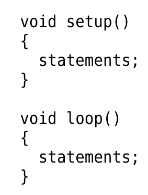 void setup()
{
  statements;
}

void loop()
{
  statements;
}